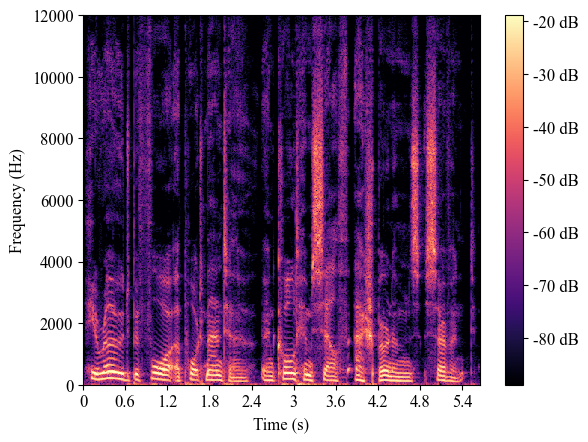 12000
10000
8000
6000
4000
2000
0
Frequency (Hz)
0 0.6 1.2 1.8 2.4 3 3.6 4.2 4.8 5.4
Time (s)
-20 dB
-30 dB
-40 dB
-50 dB
-60 dB
-70 dB
-80 dB